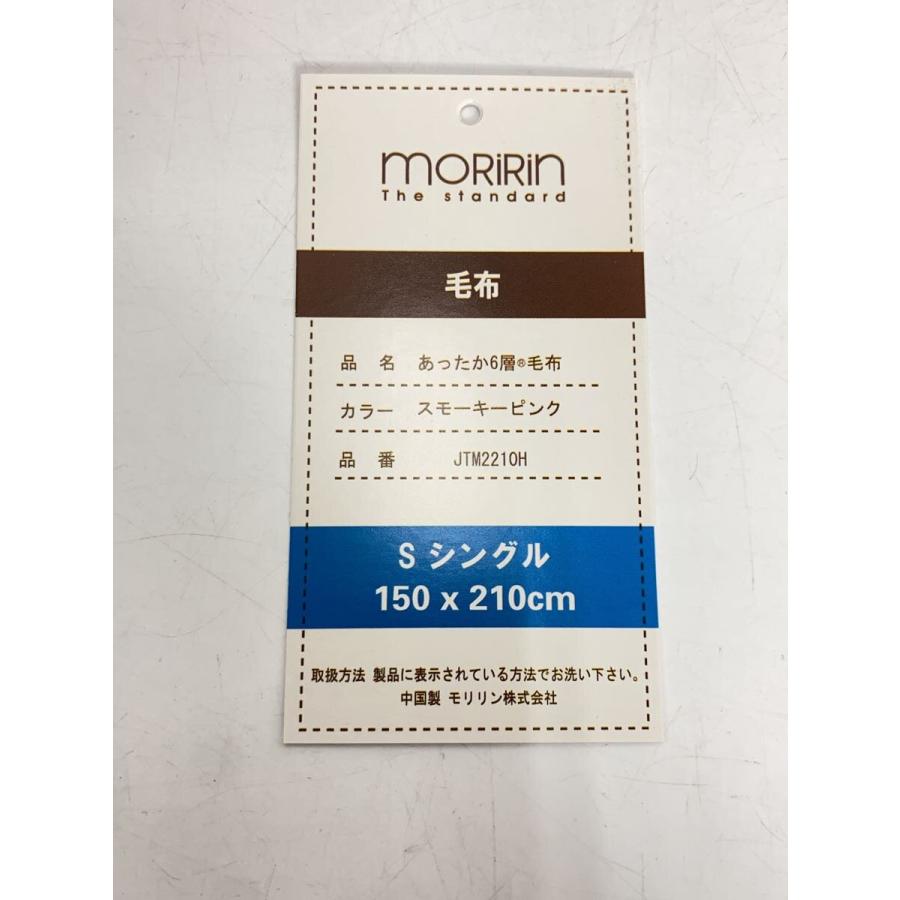 MORIRIN
The standard
毛布
品 名 あったか6層®毛布
カラー スモーキーピンク
品 番 JTM2210H
S シングル
150 x 210cm
取扱方法 製品に表示されている方法でお洗い下さい。
中国製 モリリン株式会社